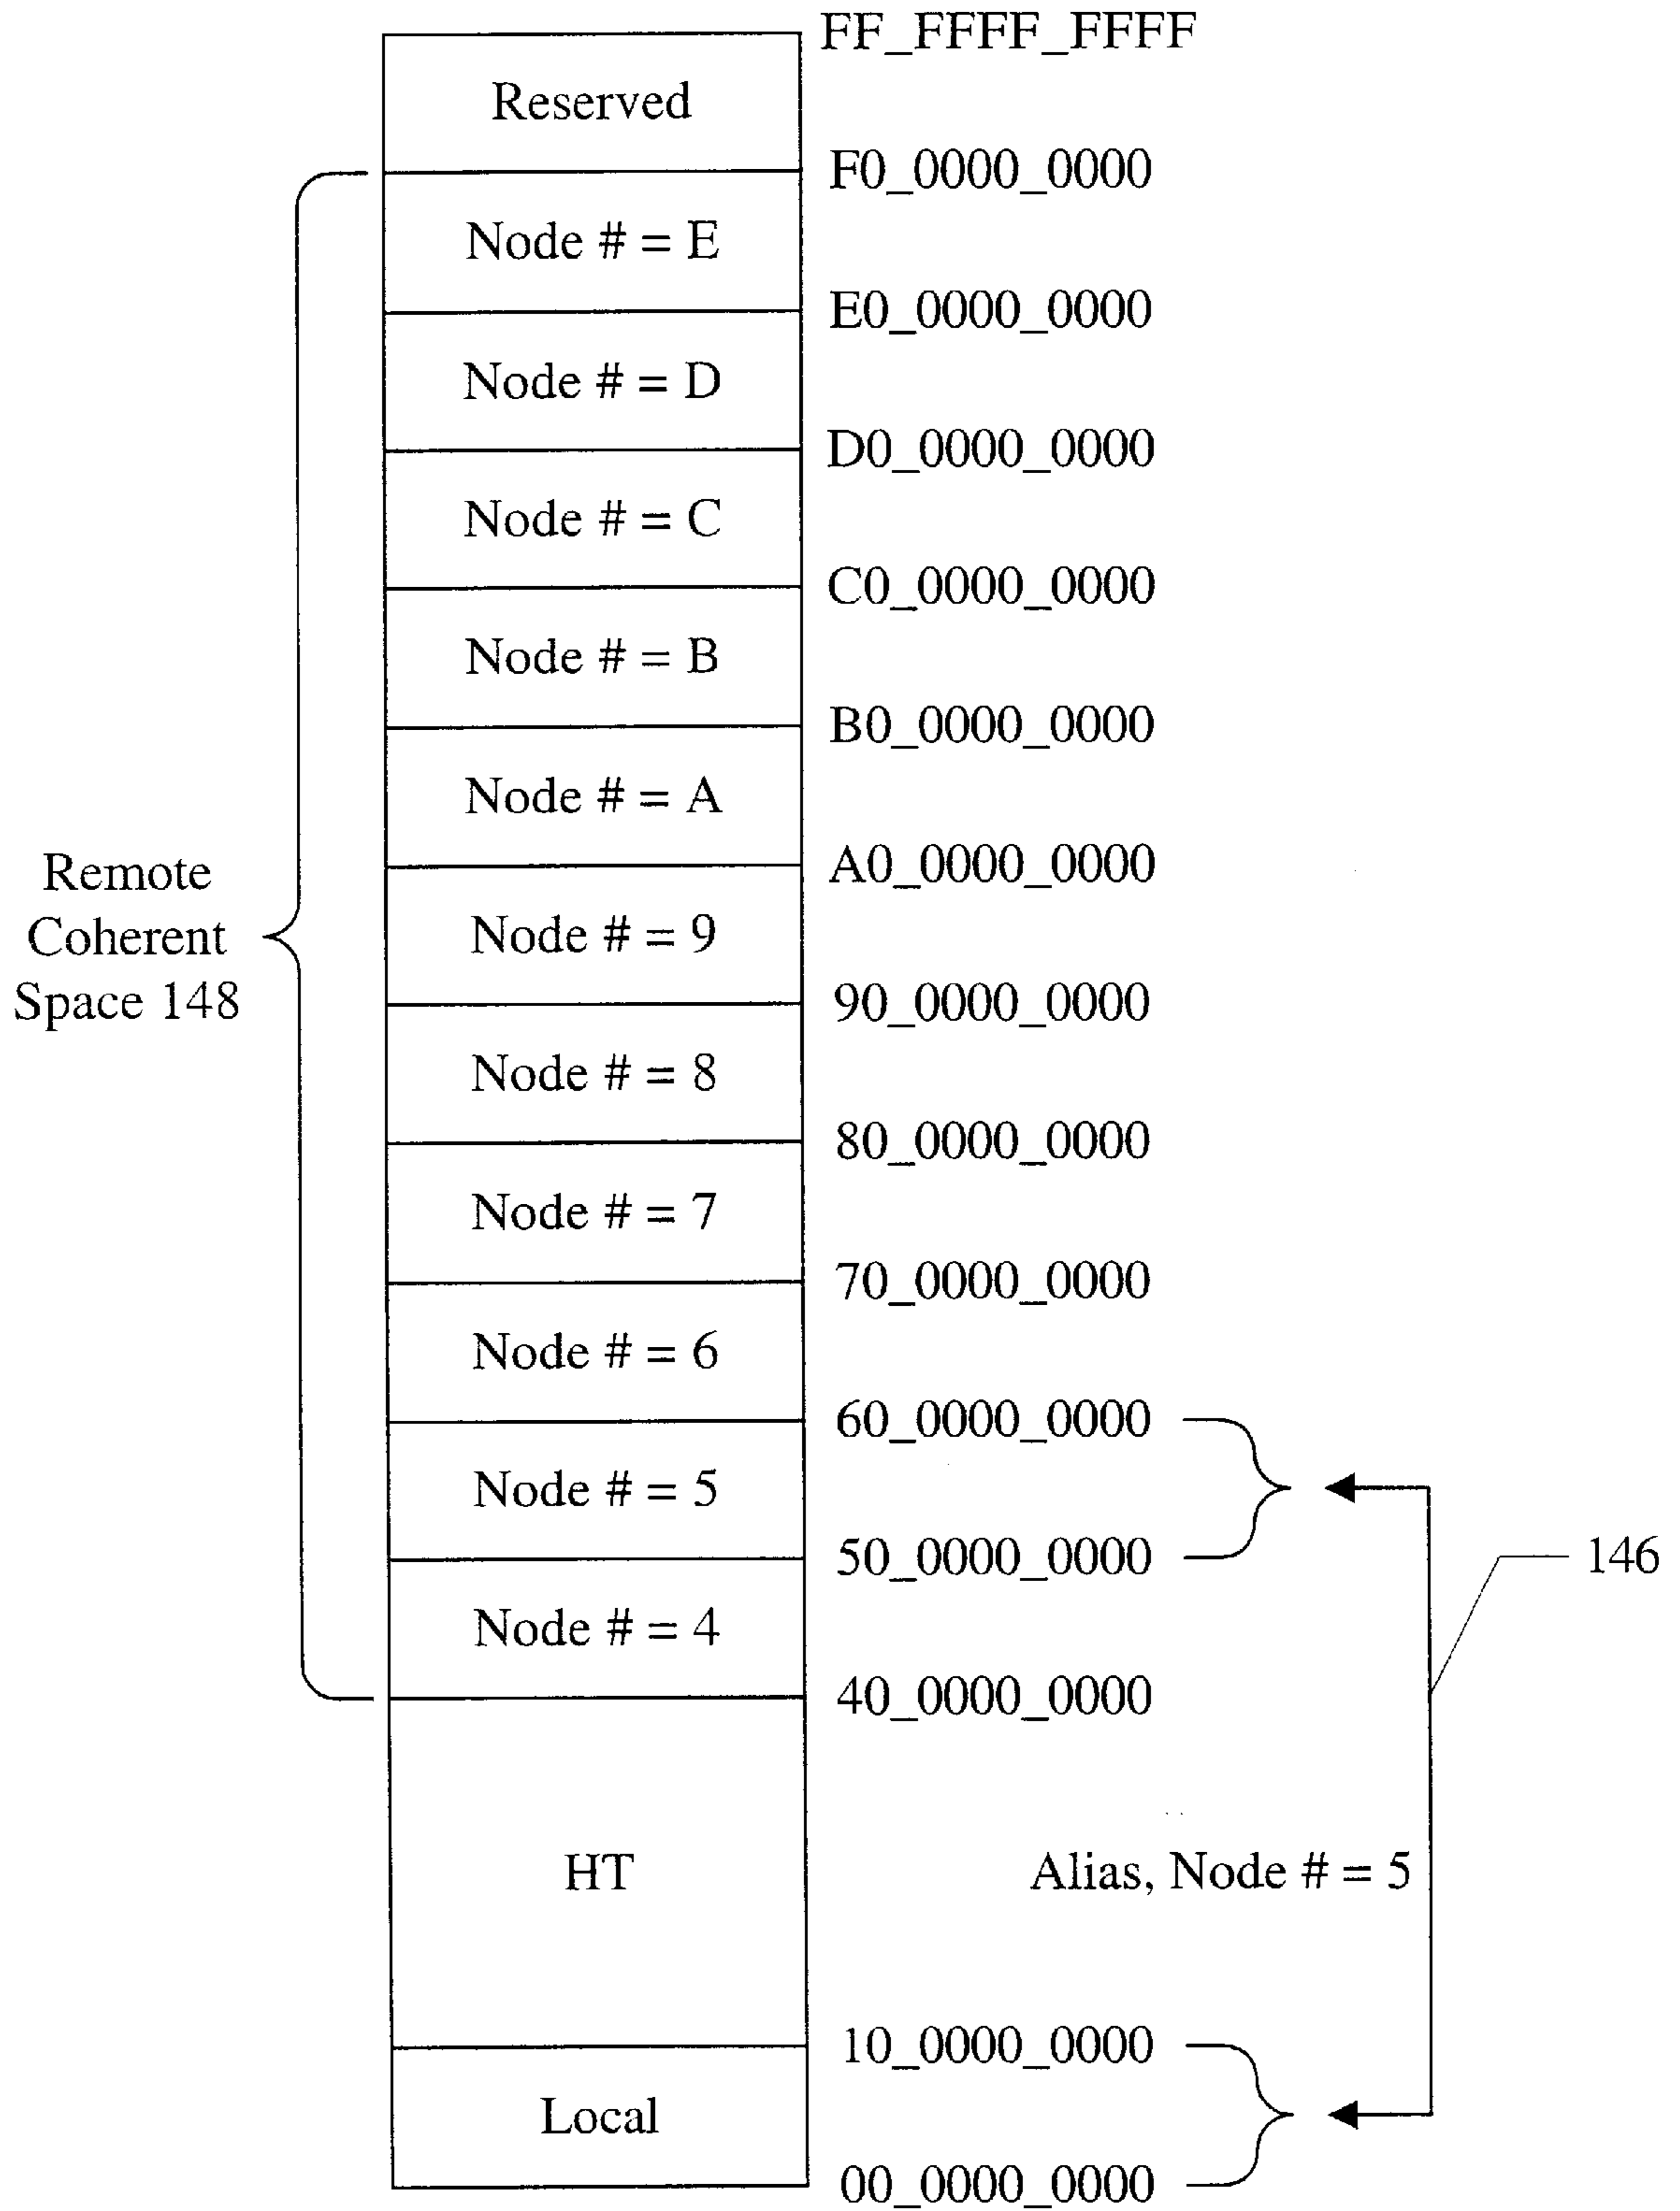 FF_FFFF_FFFF
Reserved
F0_0000_0000
Node # = E
E0_0000_0000
Node # = D
D0_0000_0000
Node # = C
C0_0000_0000
Node # = B
B0_0000_0000
Node # = A
A0_0000_0000
Remote
Coherent
Space 148
Node # = 9
90_0000_0000
Node # = 8
80_0000_0000
Node # = 7
70_0000_0000
Node # = 6
60_0000_0000
Node # = 5
50_0000_0000
146
Node # = 4
40_0000_0000
HT
Alias, Node # = 5
10_0000_0000
Local
00_0000_0000